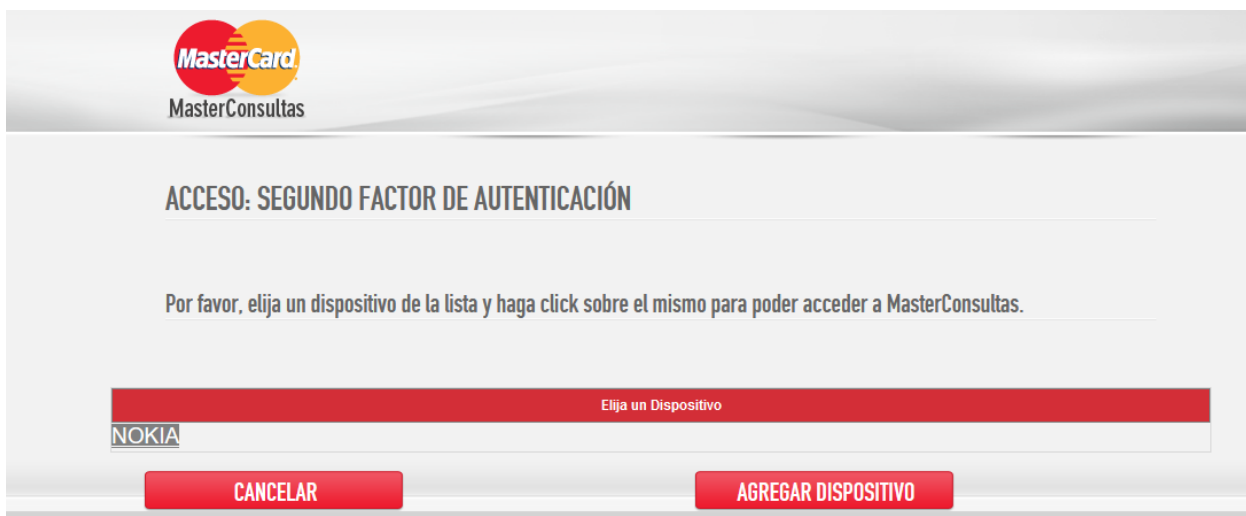 MasterCard
MasterConsultas
ACCESO: SEGUNDO FACTOR DE AUTENTICACIÓN
Por favor, elija un dispositivo de la lista y haga click sobre el mismo para poder acceder a MasterConsultas.
Elija un Dispositivo
NOKIA
CANCELAR
AGREGAR DISPOSITIVO